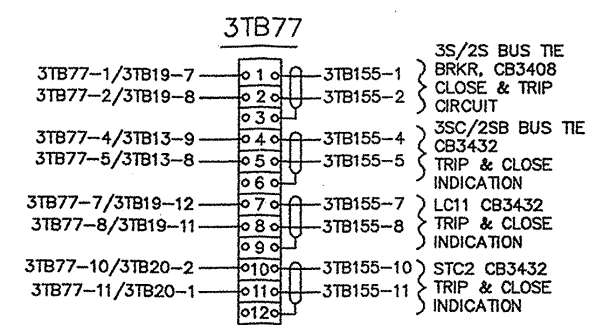 3TB77
3TB77-1/3TB19-7 1 3TB155-1
3TB77-2/3TB19-8 2 3TB155-2
3
3S/2S BUS TIE
BRKR, CB3408
CLOSE & TRIP
CIRCUIT
3TB77-4/3TB13-9 4 3TB155-4
3TB77-5/3TB13-8 5 3TB155-5
6
3SC/2SB BUS TIE
CB3432
TRIP & CLOSE
INDICATION
3TB77-7/3TB19-12 7 3TB155-7
3TB77-8/3TB19-11 8 3TB155-8
9
LC11 CB3432
TRIP & CLOSE
INDICATION
3TB77-10/3TB20-2 10 3TB155-10
3TB77-11/3TB20-1 11 3TB155-11
12
STC2 CB3432
TRIP & CLOSE
INDICATION